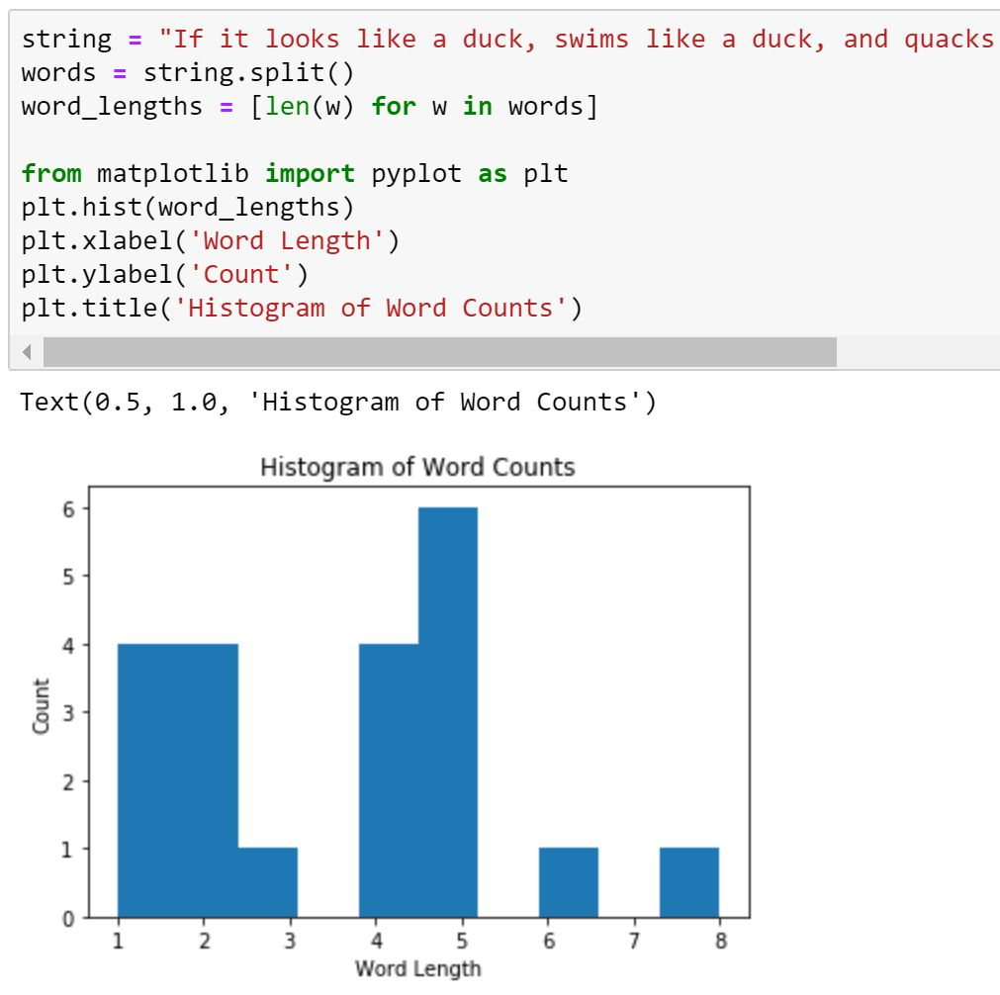 string = "If it looks like a duck, swims like a duck, and quacks
words = string.split()
word_lengths = [len(w) for w in words]
from matplotlib import pyplot as plt
plt.hist(word_lengths)
plt.xlabel('Word Length')
plt.ylabel('Count')
plt.title('Histogram of Word Counts')
Text(0.5, 1.0, 'Histogram of Word Counts')
Histogram of Word Counts
6
5
4
3
2
1
0
Count
1 2 3 4 5 6 7 8
Word Length